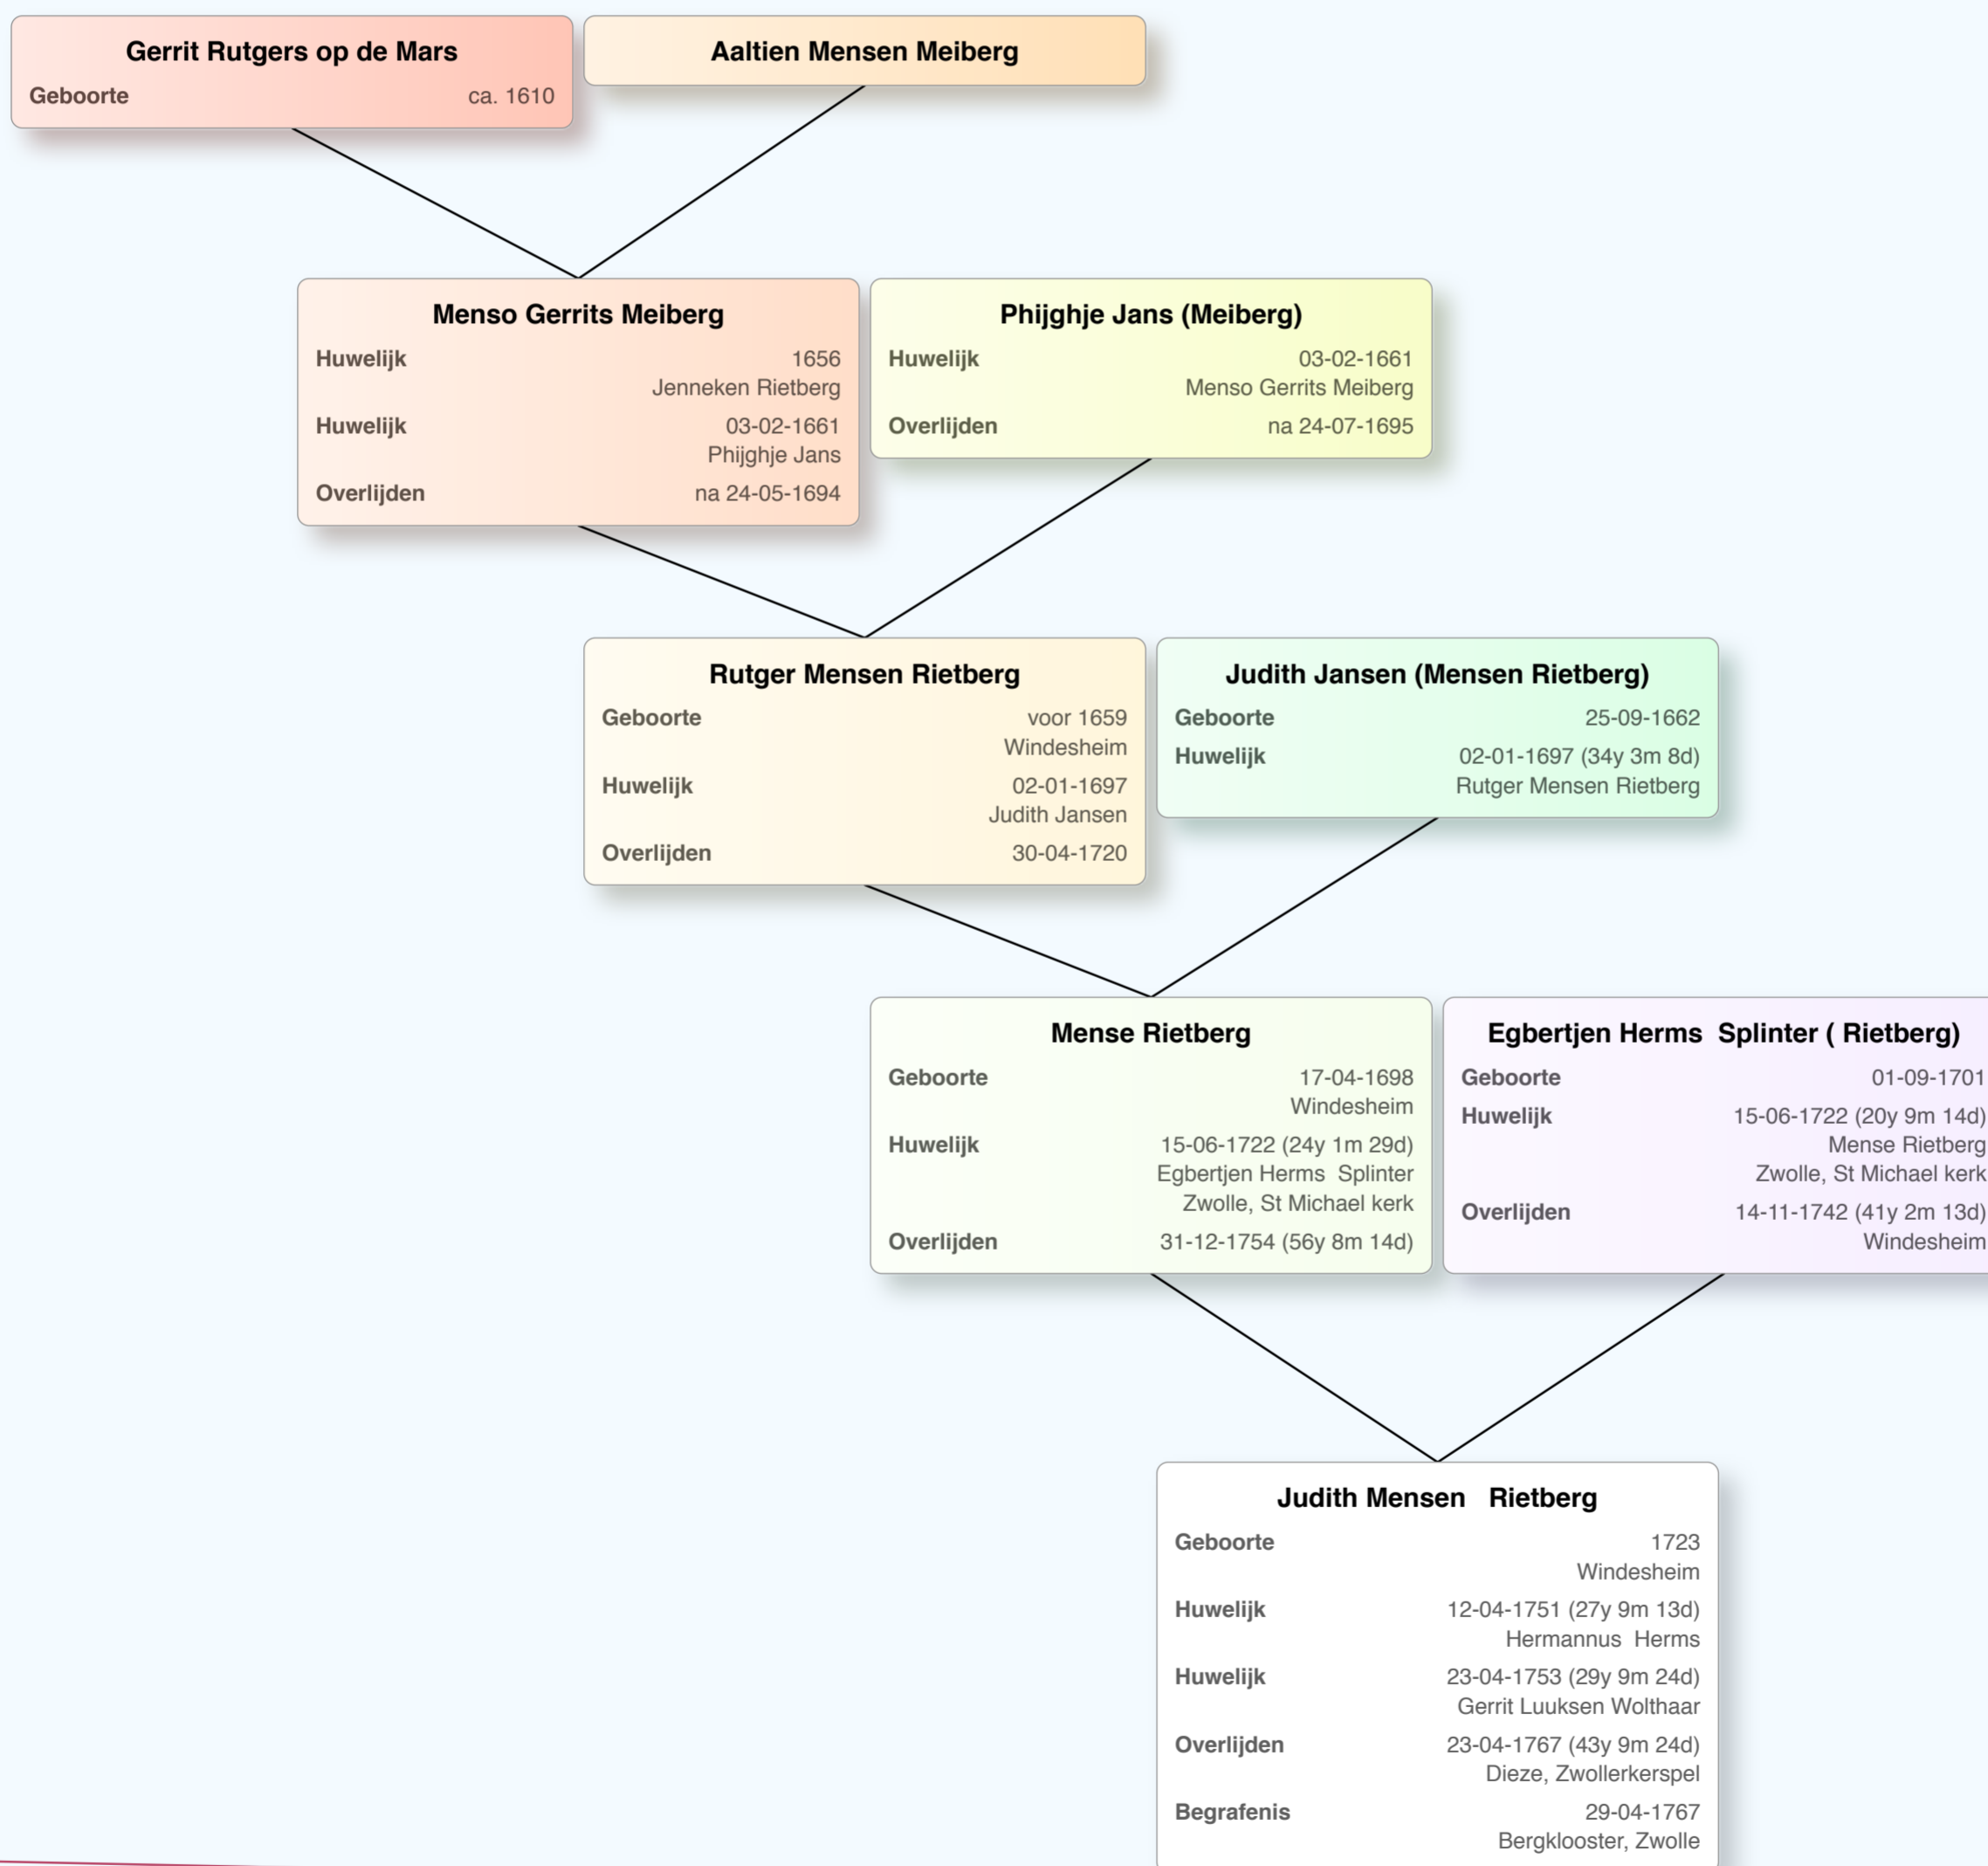 Gerrit Rutgers op de Mars
Geboorte ca. 1610
Aaltien Mensen Meiberg
Menso Gerrits Meiberg
Huwelijk 1656
Jenneken Rietberg
Huwelijk 03-02-1661
Phijghje Jans
Overlijden na 24-05-1694
Phijghje Jans (Meiberg)
Huwelijk 03-02-1661
Menso Gerrits Meiberg
Overlijden na 24-07-1695
Rutger Mensen Rietberg
Geboorte voor 1659
Windesheim
Huwelijk 02-01-1697
Judith Jansen
Overlijden 30-04-1720
Judith Jansen (Mensen Rietberg)
Geboorte 25-09-1662
Huwelijk 02-01-1697 (34y 3m 8d)
Rutger Mensen Rietberg
Mense Rietberg
Geboorte 17-04-1698
Windesheim
Huwelijk 15-06-1722 (24y 1m 29d)
Egbertjen Herms  Splinter
Zwolle, St Michael kerk
Overlijden 31-12-1754 (56y 8m 14d)
Egbertjen Herms  Splinter ( Rietberg)
Geboorte 01-09-1701
Huwelijk 15-06-1722 (20y 9m 14d)
Mense Rietberg
Zwolle, St Michael kerk
Overlijden 14-11-1742 (41y 2m 13d)
Windesheim
Judith Mensen   Rietberg
Geboorte 1723
Windesheim
Huwelijk 12-04-1751 (27y 9m 13d)
Hermannus  Herms
Huwelijk 23-04-1753 (29y 9m 24d)
Gerrit Luuksen Wolthaar
Overlijden 23-04-1767 (43y 9m 24d)
Dieze, Zwollerkerspel
Begrafenis 29-04-1767
Bergklooster, Zwolle